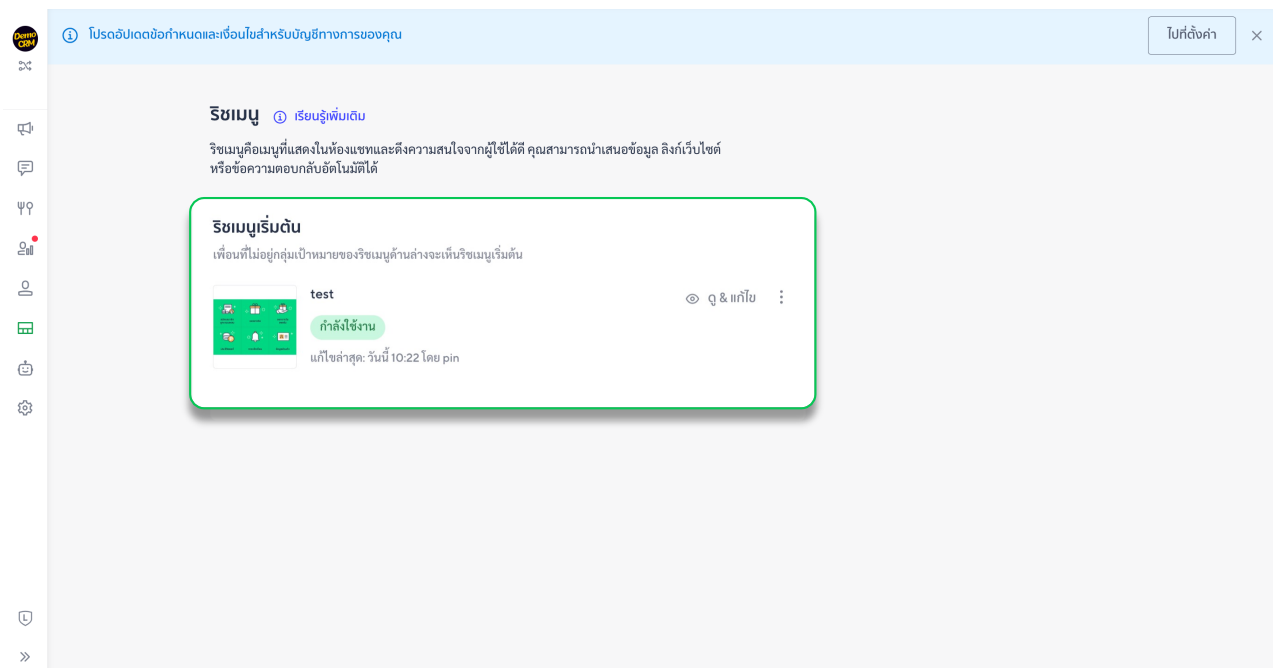 โปรดอัปเดตข้อกำหนดและเงื่อนไขสำหรับบัญชีทางการของคุณ
ไปที่ตั้งค่า
Demo
CRM
ริชเมนู
เรียนรู้เพิ่มเติม
ริชเมนูคือเมนูที่แสดงในห้องแชทและดึงความสนใจจากผู้ใช้ได้ดี คุณสามารถนำเสนอข้อมูล ลิงก์เว็บไซต์
หรือข้อความตอบกลับอัตโนมัติได้
ริชเมนูเริ่มต้น
เพื่อนที่ไม่อยู่กลุ่มเป้าหมายของริชเมนูด้านล่างจะเห็นริชเมนูเริ่มต้น
test
ดู & แก้ไข
กำลังใช้งาน
แก้ไขล่าสุด: วันนี้ 10:22 โดย pin
L